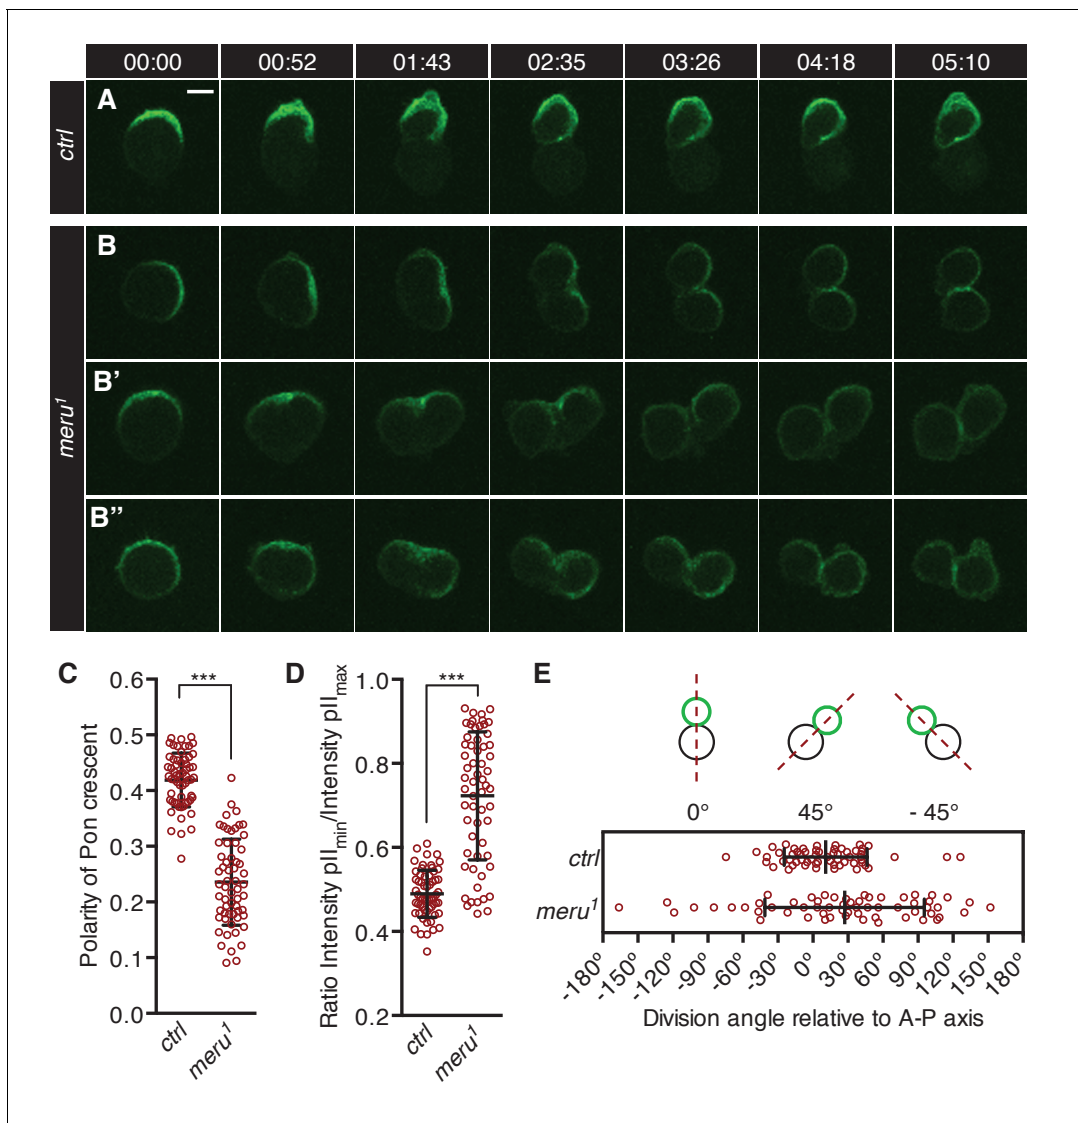 00:00 00:52 01:43 02:35 03:26 04:18 05:10
A
ctrl
B
B’
meru¹
B’’
C
Polarity of Pon crescent
***
0.6
0.5
0.4
0.3
0.2
0.1
0.0
ctrl
meru¹
D
Ratio Intensity pIImin/Intensity pIImax
***
1.0
0.8
0.6
0.4
0.2
ctrl
meru¹
E
0° 45° - 45°
ctrl
meru¹
-180° -150° -120° -90° -60° -30° 0° 30° 60° 90° 120° 150° 180°
Division angle relative to A-P axis